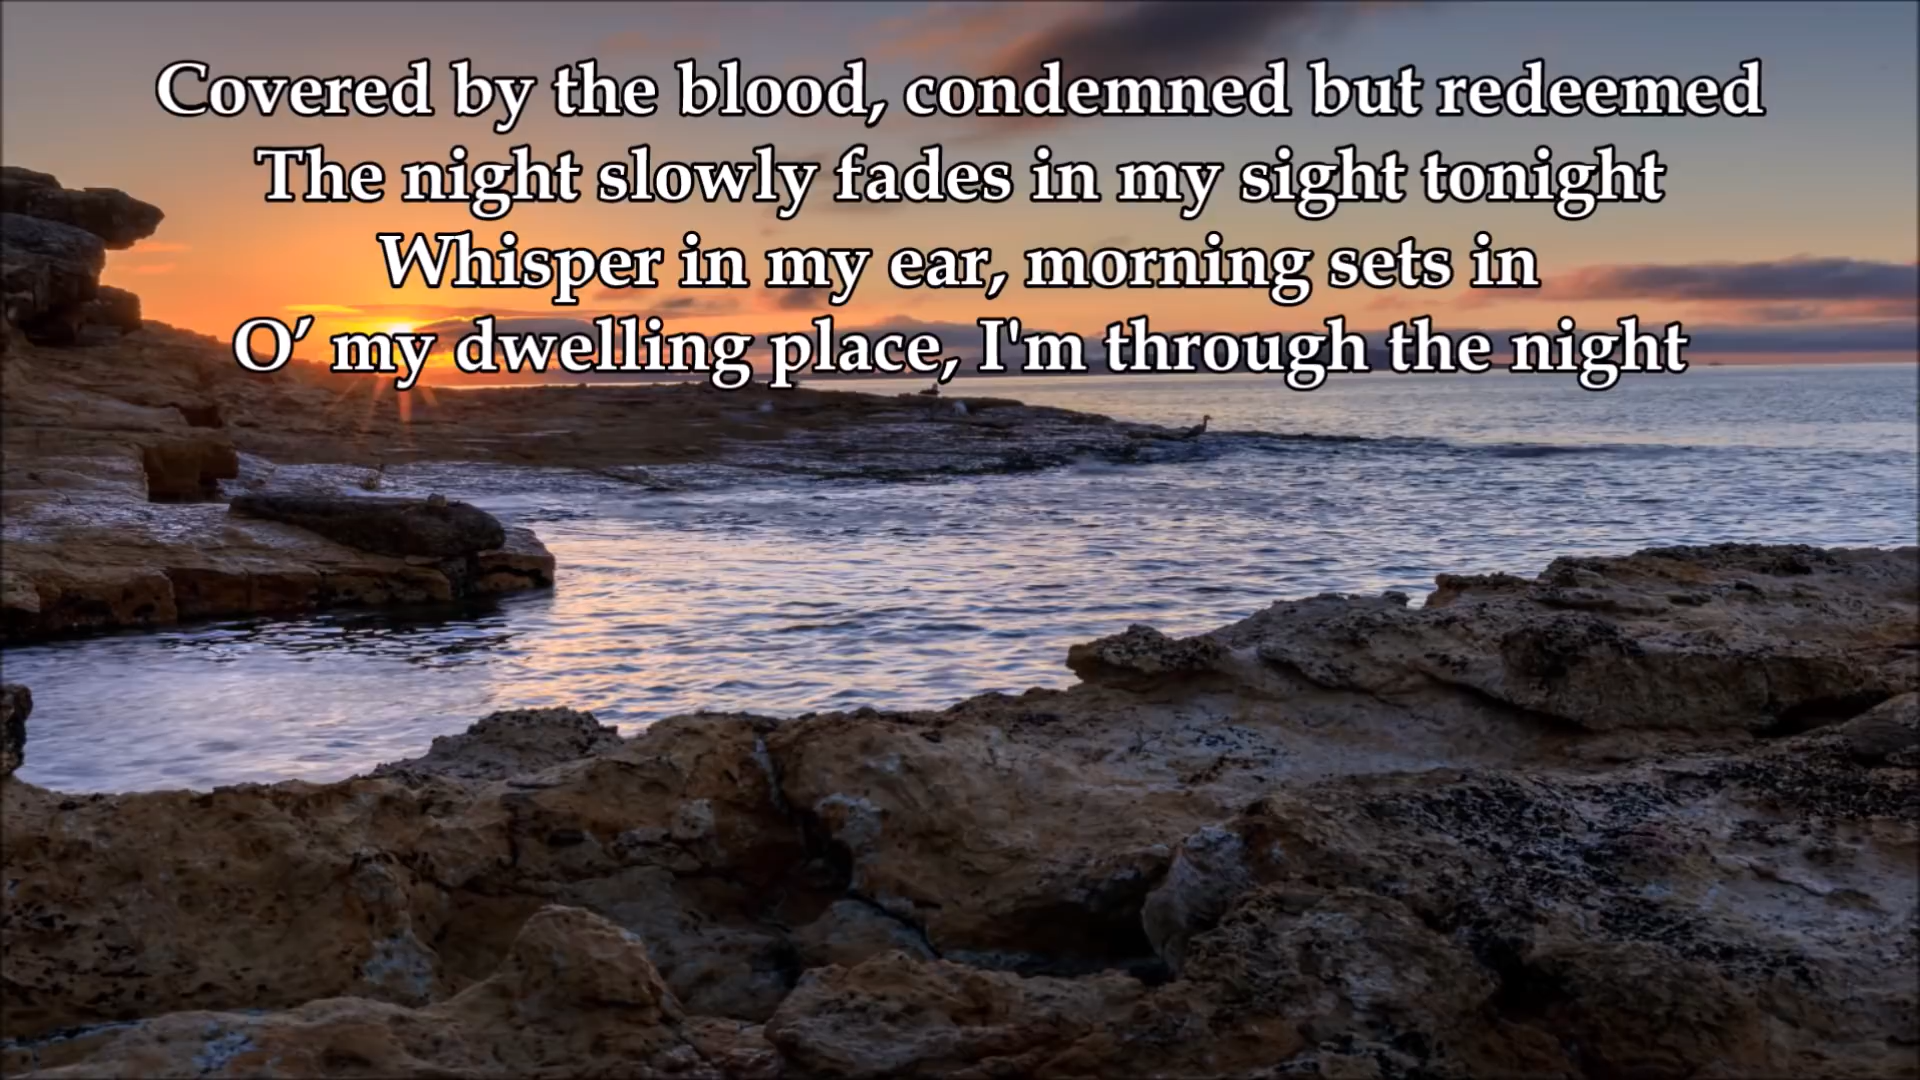 Covered by the blood, condemned but redeemed
The night slowly fades in my sight tonight
Whisper in my ear, morning sets in
O’ my dwelling place, I'm through the night